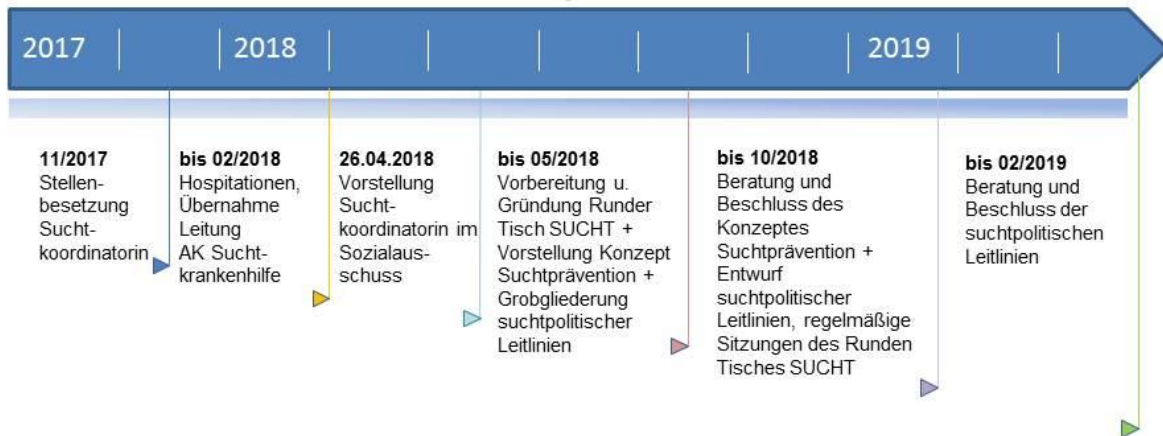 2017
2018
2019
11/2017
Stellen-
besetzung
Sucht-
koordinatorin
bis 02/2018
Hospitationen,
Übernahme
Leitung
AK Sucht-
krankenhilfe
26.04.2018
Vorstellung
Sucht-
koordinatorin im
Sozialaus-
schuss
bis 05/2018
Vorbereitung u.
Gründung Runder
Tisch SUCHT +
Vorstellung Konzept
Suchtprävention +
Grobgliederung
suchtpolitischer
Leitlinien
bis 10/2018
Beratung und
Beschluss des
Konzeptes
Suchtprävention +
Entwurf
suchtpolitischer
Leitlinien, regelmäßige
Sitzungen des Runden
Tisches SUCHT
bis 02/2019
Beratung und
Beschluss der
suchtpolitischen
Leitlinien